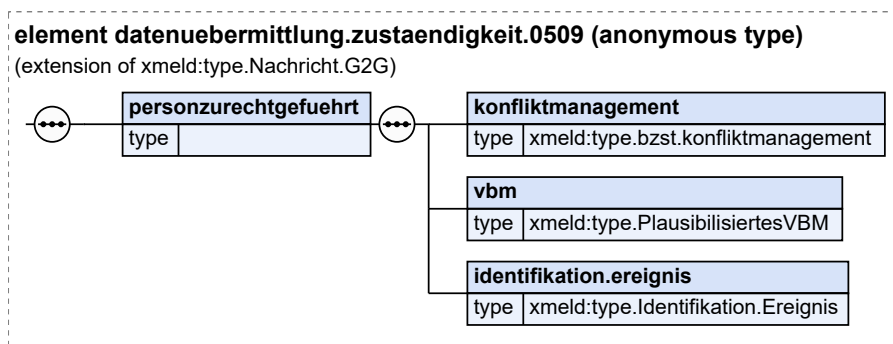 element datenuebermittlung.zustaendigkeit.0509 (anonymous type)
(extension of xmeld:type.Nachricht.G2G)
personzurechtgefuehrt
type
konfliktmanagement
type xmeld:type.bzst.konfliktmanagement
vbm
type xmeld:type.PlausibilisiertesVBM
identifikation.ereignis
type xmeld:type.Identifikation.Ereignis